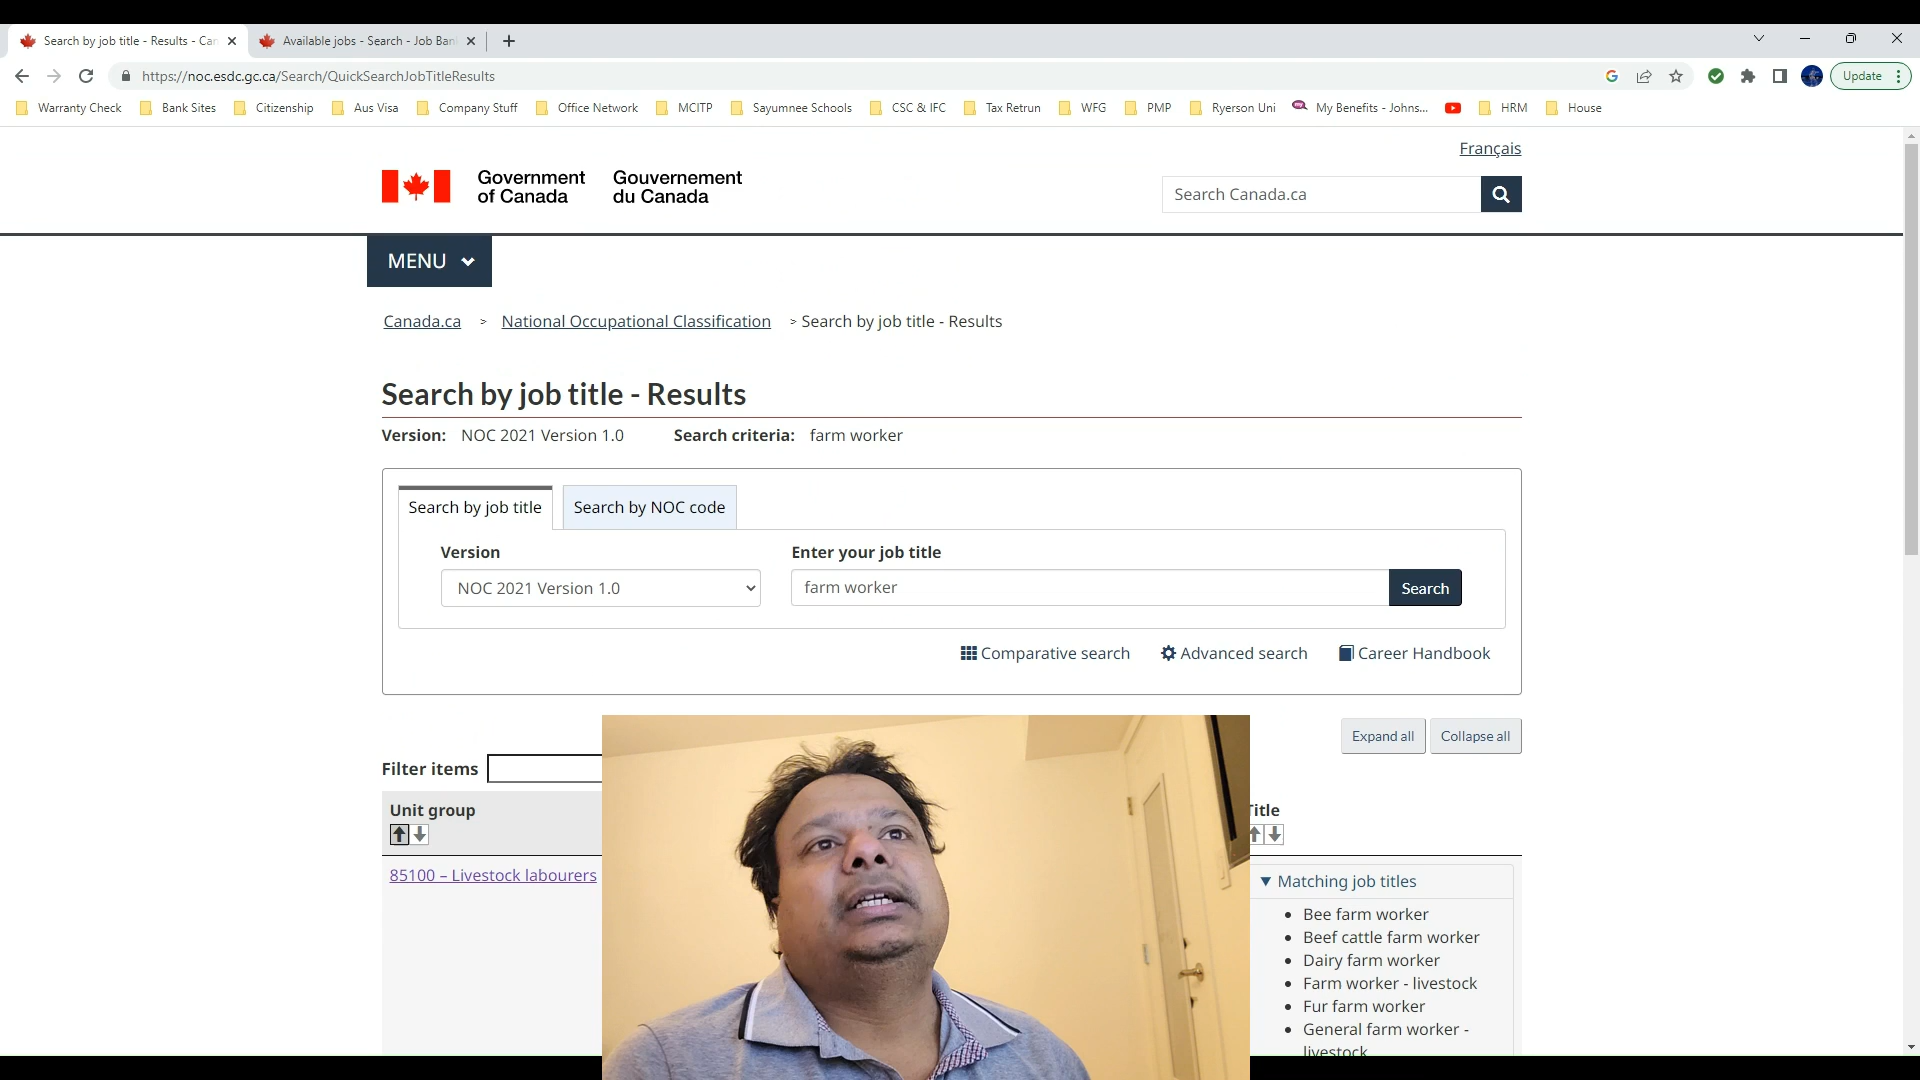 Search by job title - Results - Can
Available jobs - Search - Job Ban
https://noc.esdc.gc.ca/Search/QuickSearchJobTitleResults
Update
Warranty Check Bank Sites Citizenship Aus Visa Company Stuff Office Network MCITP Sayumnee Schools CSC & IFC Tax Retrun WFG PMP Ryerson Uni My Benefits - Johns... HRM House
Français
Government of Canada
Gouvernement du Canada
Search Canada.ca
MENU
Canada.ca > National Occupational Classification > Search by job title - Results
Search by job title - Results
Version: NOC 2021 Version 1.0 Search criteria: farm worker
Search by job title Search by NOC code
Version Enter your job title
NOC 2021 Version 1.0 farm worker Search
Comparative search Advanced search Career Handbook
Expand all Collapse all
Filter items
Unit group Title
85100 – Livestock labourers
Matching job titles
Bee farm worker
Beef cattle farm worker
Dairy farm worker
Farm worker - livestock
Fur farm worker
General farm worker -
livestock